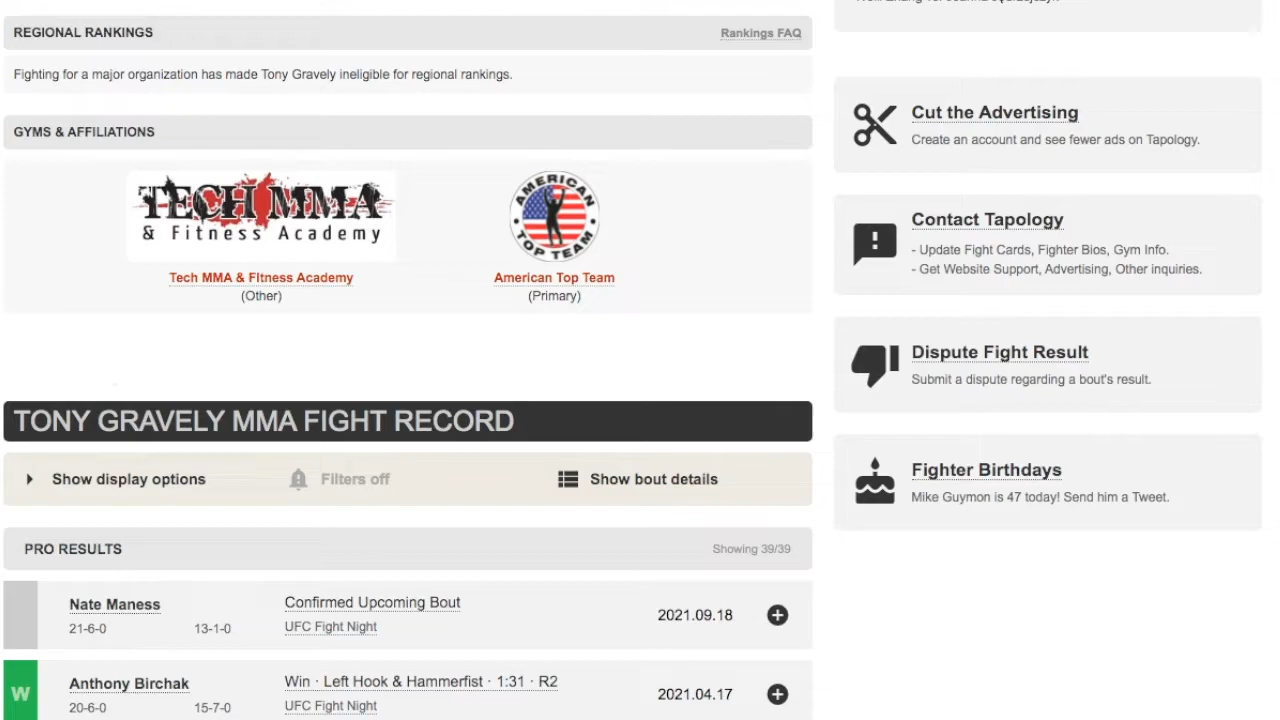 REGIONAL RANKINGS
Rankings FAQ
Fighting for a major organization has made Tony Gravely ineligible for regional rankings.
GYMS & AFFILIATIONS
TECH MMA
& Fitness Academy
AMERICAN
TOP TEAM
Tech MMA & FItness Academy
(Other)
American Top Team
(Primary)
TONY GRAVELY MMA FIGHT RECORD
Show display options
Filters off
Show bout details
PRO RESULTS
Showing 39/39
Nate Maness
21-6-0
13-1-0
Confirmed Upcoming Bout
UFC Fight Night
2021.09.18
W
Anthony Birchak
20-6-0
15-7-0
Win · Left Hook & Hammerfist · 1:31 · R2
UFC Fight Night
2021.04.17
Cut the Advertising
Create an account and see fewer ads on Tapology.
Contact Tapology
- Update Fight Cards, Fighter Bios, Gym Info.
- Get Website Support, Advertising, Other inquiries.
Dispute Fight Result
Submit a dispute regarding a bout's result.
Fighter Birthdays
Mike Guymon is 47 today! Send him a Tweet.